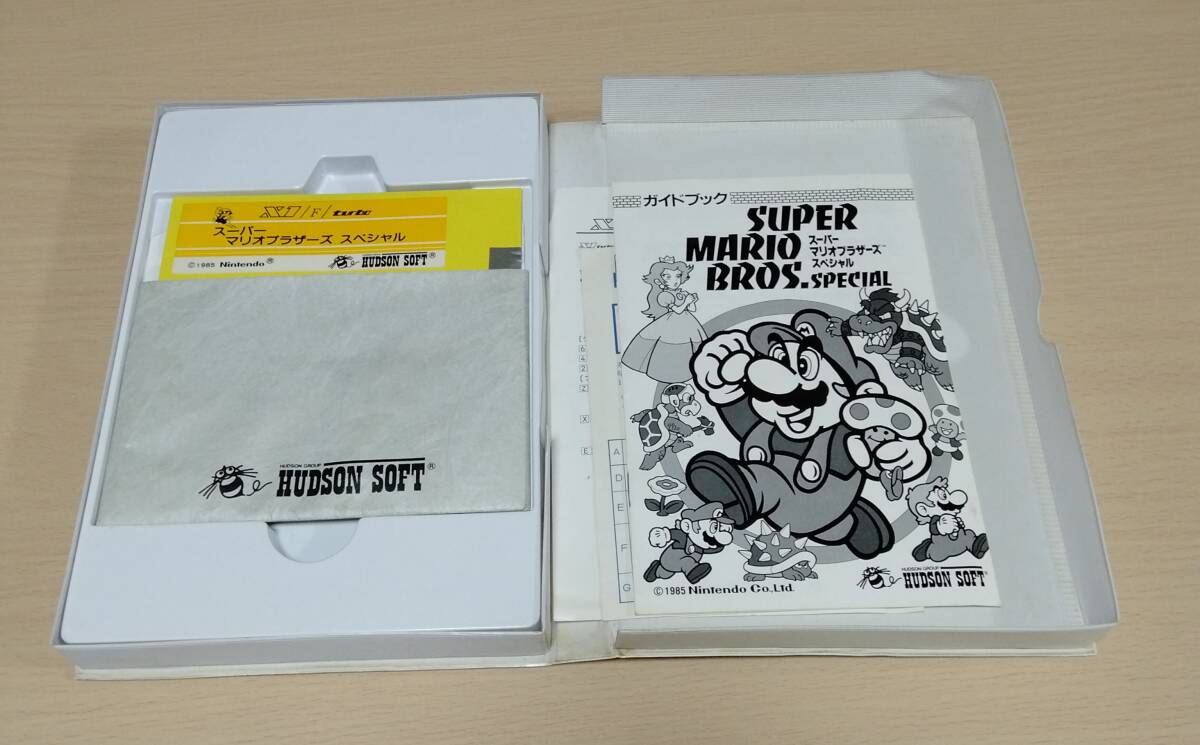 X1/F/turbo
スーパー
マリオブラザーズ スペシャル
©1985 Nintendo®
HUDSON SOFT®
HUDSON GROUP
HUDSON SOFT®
ガイドブック
SUPER
MARIO
BROS.SPECIAL
スーパー
マリオブラザーズ™
スペシャル
M
©1985 Nintendo Co.,Ltd.
HUDSON GROUP
HUDSON SOFT®
A
D
E
F
G